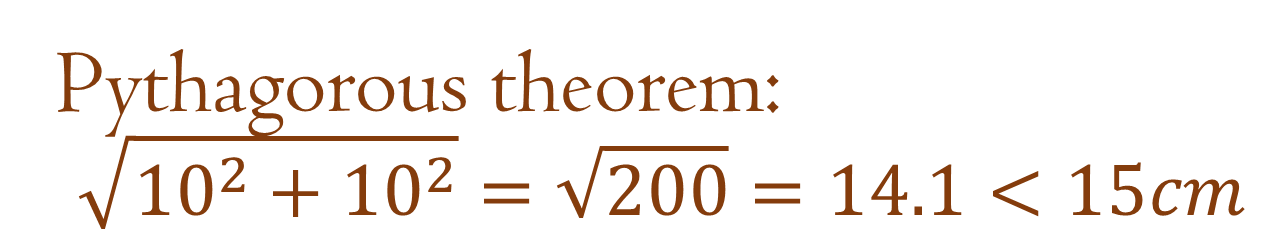 Pythagorous theorem:
√10² + 10² = √200 = 14.1 < 15cm